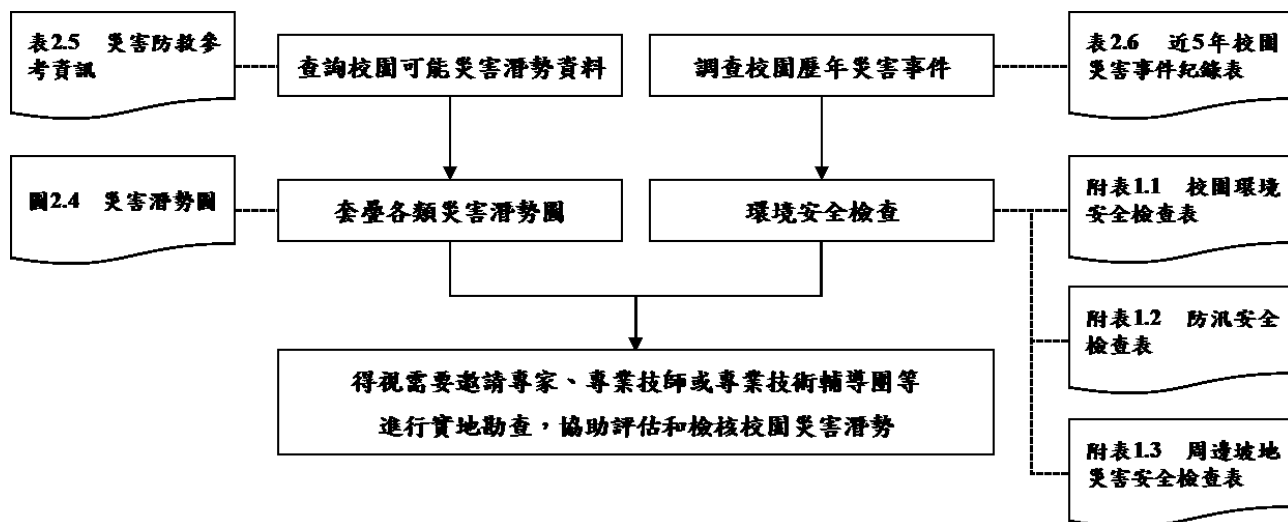 表2.5 災害防救參
考資訊
查詢校園可能災害潛勢資料
調查校園歷年災害事件
表2.6 近5年校園
災害事件紀錄表
圖2.4 災害潛勢圖
套疊各類災害潛勢圖
環境安全檢查
附表1.1 校園環境
安全檢查表
附表1.2 防汛安全
檢查表
得視需要邀請專家、專業技師或專業技術輔導團等
進行實地勘查，協助評估和檢核校園災害潛勢
附表1.3 周邊坡地
災害安全檢查表